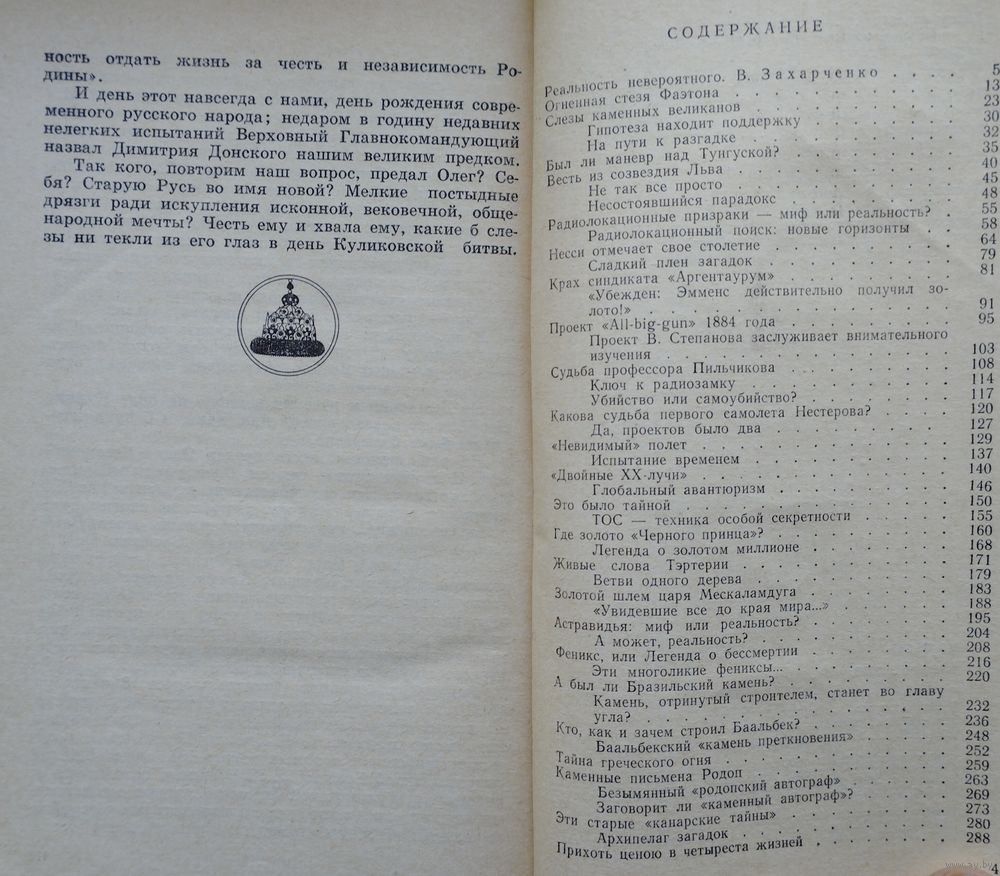 ность отдать жизнь за честь и независимость Ро-
дины».
И день этот навсегда с нами, день рождения совре-
менного русского народа; недаром в годину недавних
нелегких испытаний Верховный Главнокомандующий
назвал Димитрия Донского нашим великим предком.
Так кого, повторим наш вопрос, предал Олег? Се-
бя? Старую Русь во имя новой? Мелкие постыдные
дрязги ради искупления исконной, вековечной, обще-
народной мечты? Честь ему и хвала ему, какие б сле-
зы ни текли из его глаз в день Куликовской битвы.
СОДЕРЖАНИЕ
Реальность невероятного. В. Захарченко . . . . 5
Огненная стезя Фаэтона . . . . 13
Слезы каменных великанов . . . . 23
Гипотеза находит поддержку . . . . 30
На пути к разгадке . . . . 32
Был ли маневр над Тунгуской? . . . . 35
Весть из созвездия Льва . . . . 40
Не так все просто . . . . 45
Несостоявшийся парадокс . . . . 48
Радиолокационные призраки — миф или реальность? . 55
Радиолокационный поиск: новые горизонты . . 58
Несси отмечает свое столетие . . . . 64
Сладкий плен загадок . . . . 79
Крах синдиката «Аргентаурум» . . . . 81
«Убежден: Эмменс действительно получил зо-
лото!» . . . . 91
Проект «All-big-gun» 1884 года . . . . 95
Проект В. Степанова заслуживает внимательного
изучения . . . . 103
Судьба профессора Пильчикова . . . . 108
Ключ к радиозамку . . . . 114
Убийство или самоубийство? . . . . 117
Какова судьба первого самолета Нестерова? . . . . 120
Да, проектов было два . . . . 127
«Невидимый» полет . . . . 129
Испытание временем . . . . 137
«Двойные XX-лучи» . . . . 140
Глобальный авантюризм . . . . 146
Это было тайной . . . . 150
ТОС — техника особой секретности . . . . 155
Где золото «Черного принца»? . . . . 160
Легенда о золотом миллионе . . . . 168
Живые слова Тэртерии . . . . 171
Ветви одного дерева . . . . 179
Золотой шлем царя Мескаламдуга . . . . 183
«Увидевшие все до края мира...» . . . . 188
Астравидья: миф или реальность? . . . . 195
А может, реальность? . . . . 204
Феникс, или Легенда о бессмертии . . . . 208
Эти многоликие фениксы... . . . . 216
А был ли Бразильский камень? . . . . 220
Камень, отринутый строителем, станет во главу
угла? . . . . 232
Кто, как и зачем строил Баальбек? . . . . 236
Баальбекский «камень преткновения» . . . . 248
Тайна греческого огня . . . . 252
Каменные письмена Родоп . . . . 259
Безымянный «родопский автограф» . . . . 263
Заговорит ли «каменный автограф»? . . . . 269
Эти старые «канарские тайны» . . . . 273
Архипелаг загадок . . . . 280
Прихоть ценою в четыреста жизней . . . . 288
4
www.ay.by